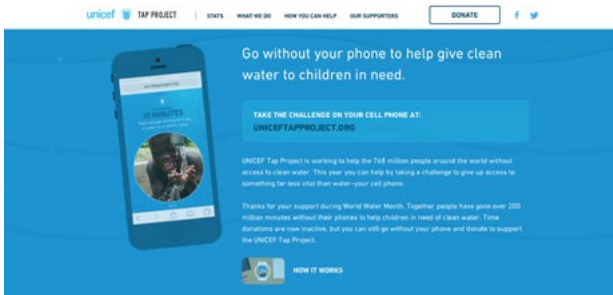 unicef TAP PROJECT
STATS WHAT WE DO HOW YOU CAN HELP OUR SUPPORTERS DONATE
Go without your phone to help give clean
water to children in need.
TAKE THE CHALLENGE ON YOUR CELL PHONE AT:
UNICEFTAPPROJECT.ORG
UNICEF Tap Project is working to help the 768 million people around the world without
access to clean water. This year you can help by taking a challenge to give up access to
something far less vital than water-your cell phone.
Thanks for your support during World Water Month. Together people have gone over 200
million minutes without their phones to help children in need of clean water. Time
donations are now inactive, but you can still go without your phone and donate to support
the UNICEF Tap Project.
HOW IT WORKS
uniceftapproject.org
10 MINUTES